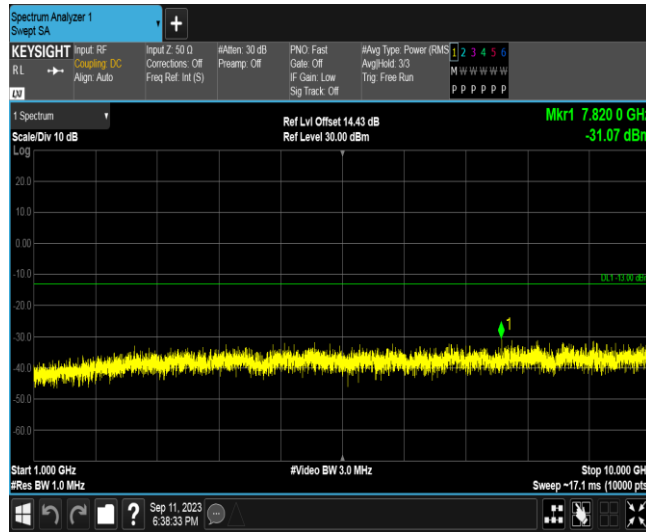 Spectrum Analyzer 1
Swept SA
+
KEYSIGHT
RL
LXI
Input: RF
Coupling: DC
Align: Auto
Input Z: 50 Ω
Corrections: Off
Freq Ref: Int (S)
#Atten: 30 dB
Preamp: Off
PNO: Fast
Gate: Off
IF Gain: Low
Sig Track: Off
#Avg Type: Power (RMS
Avg|Hold: 3/3
Trig: Free Run
1 2 3 4 5 6
M W W W W W
P P P P P P
1 Spectrum
Scale/Div 10 dB
Ref Lvl Offset 14.43 dB
Ref Level 30.00 dBm
Mkr1 7.820 0 GHz
-31.07 dBm
Log
20.0
10.0
0.00
-10.0
DL1 -13.00 dBm
-20.0
-30.0
1
-40.0
-50.0
-60.0
Start 1.000 GHz
#Video BW 3.0 MHz
Stop 10.000 GHz
#Res BW 1.0 MHz
Sweep ~17.1 ms (10000 pts)
?
Sep 11, 2023
6:38:33 PM